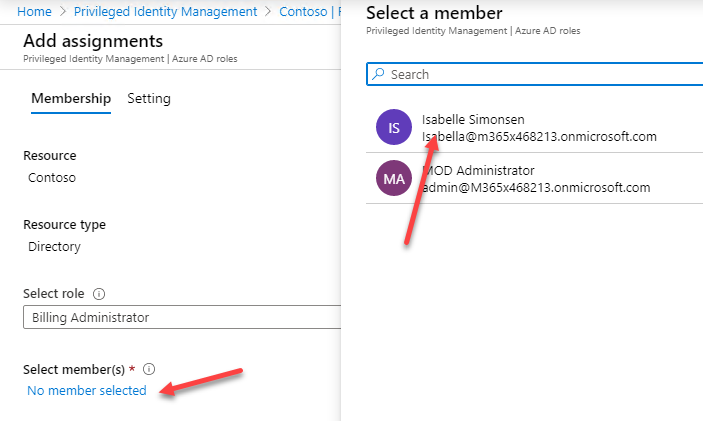 Home > Privileged Identity Management > Contoso |
Add assignments
Privileged Identity Management | Azure AD roles
Membership Setting
Resource
Contoso
Resource type
Directory
Select role
Billing Administrator
Select member(s) *
No member selected
Select a member
Privileged Identity Management | Azure AD roles
Search
IS
Isabelle Simonsen
Isabella@m365x468213.onmicrosoft.com
MA
MOD Administrator
admin@M365x468213.onmicrosoft.com